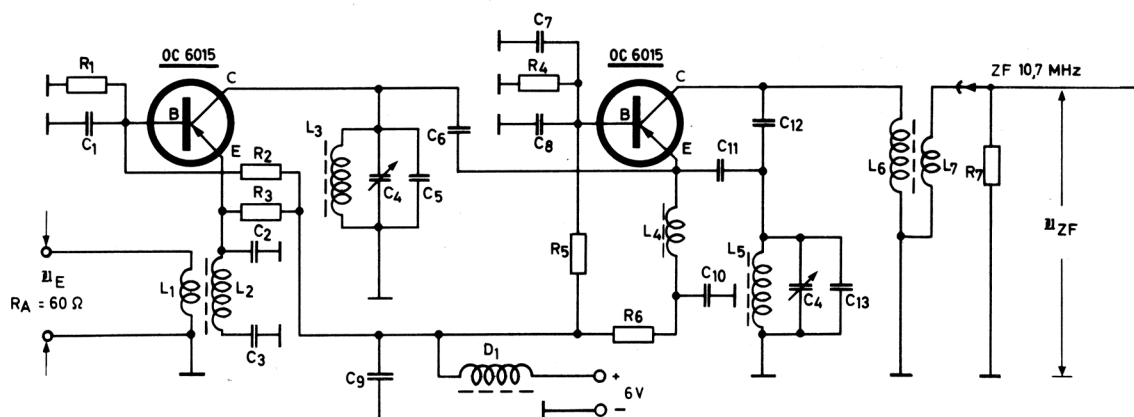 C7
OC 6015
OC 6015
ZF 10,7 MHz
R1
C
R4
C
B
B
C1
E
L3
C6
C8
E
C12
R2
C11
L6
L7
R7
R3
C4
C5
C2
L4
R5
L5
𝔘E
L1
L2
C10
C4
C13
𝔘ZF
RA = 60 Ω
C3
R6
C9
D1
+
6 V
−